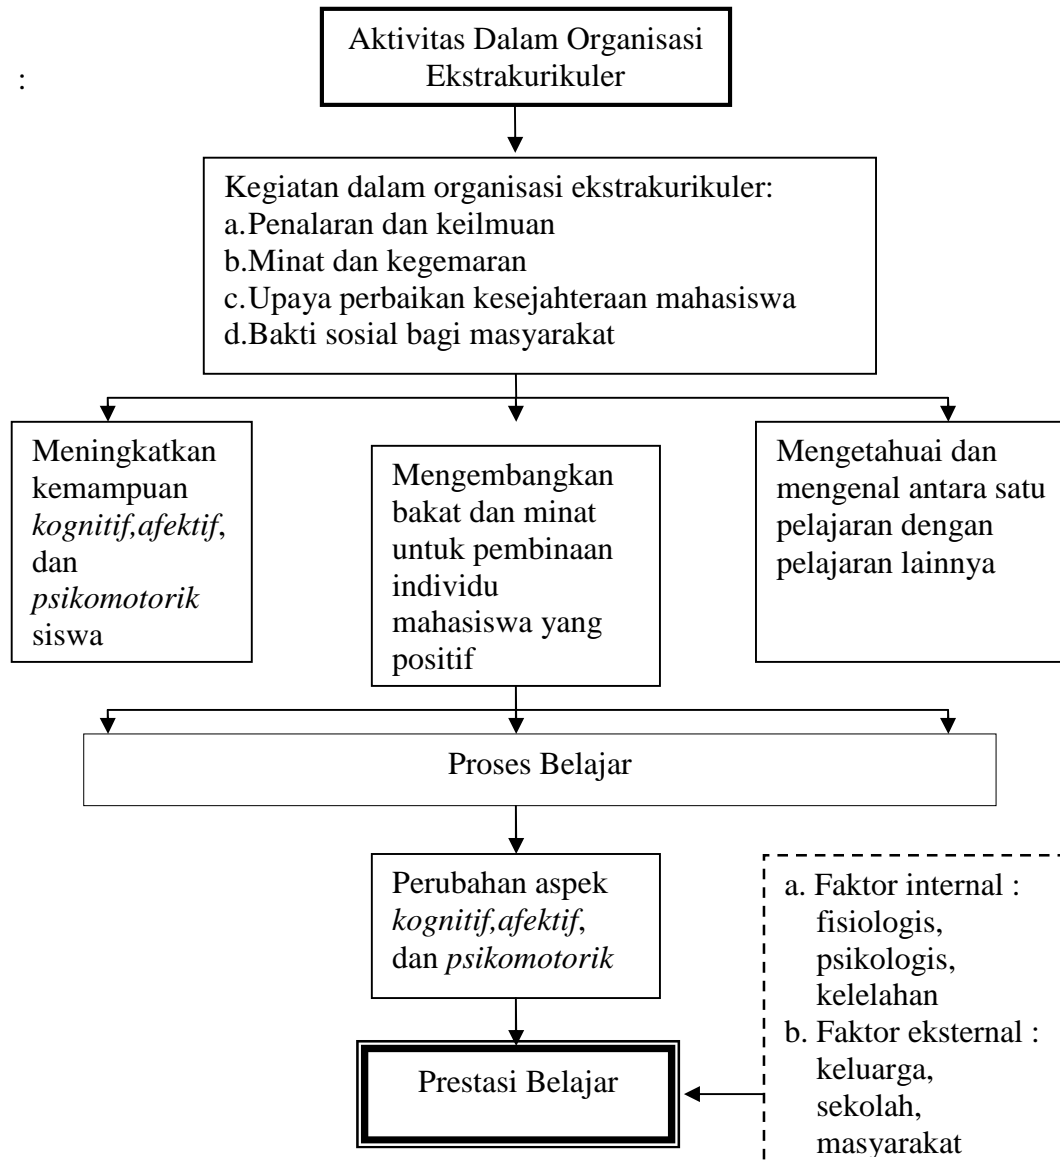 Aktivitas Dalam Organisasi
Ekstrakurikuler
:
Kegiatan dalam organisasi ekstrakurikuler:
a.Penalaran dan keilmuan
b.Minat dan kegemaran
c.Upaya perbaikan kesejahteraan mahasiswa
d.Bakti sosial bagi masyarakat
Meningkatkan
kemampuan
kognitif,afektif,
dan
psikomotorik
siswa
Mengembangkan
bakat dan minat
untuk pembinaan
individu
mahasiswa yang
positif
Mengetahuai dan
mengenal antara satu
pelajaran dengan
pelajaran lainnya
Proses Belajar
Perubahan aspek
kognitif,afektif,
dan psikomotorik
a. Faktor internal :
fisiologis,
psikologis,
kelelahan
b. Faktor eksternal :
keluarga,
sekolah,
masyarakat
Prestasi Belajar